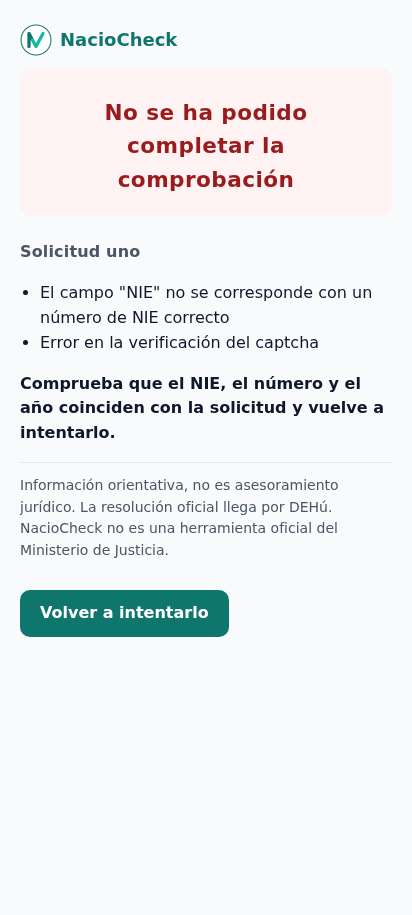 NacioCheck
No se ha podido
completar la
comprobación
Solicitud uno
• El campo "NIE" no se corresponde con un
número de NIE correcto
• Error en la verificación del captcha
Comprueba que el NIE, el número y el
año coinciden con la solicitud y vuelve a
intentarlo.
Información orientativa, no es asesoramiento
jurídico. La resolución oficial llega por DEHú.
NacioCheck no es una herramienta oficial del
Ministerio de Justicia.
Volver a intentarlo